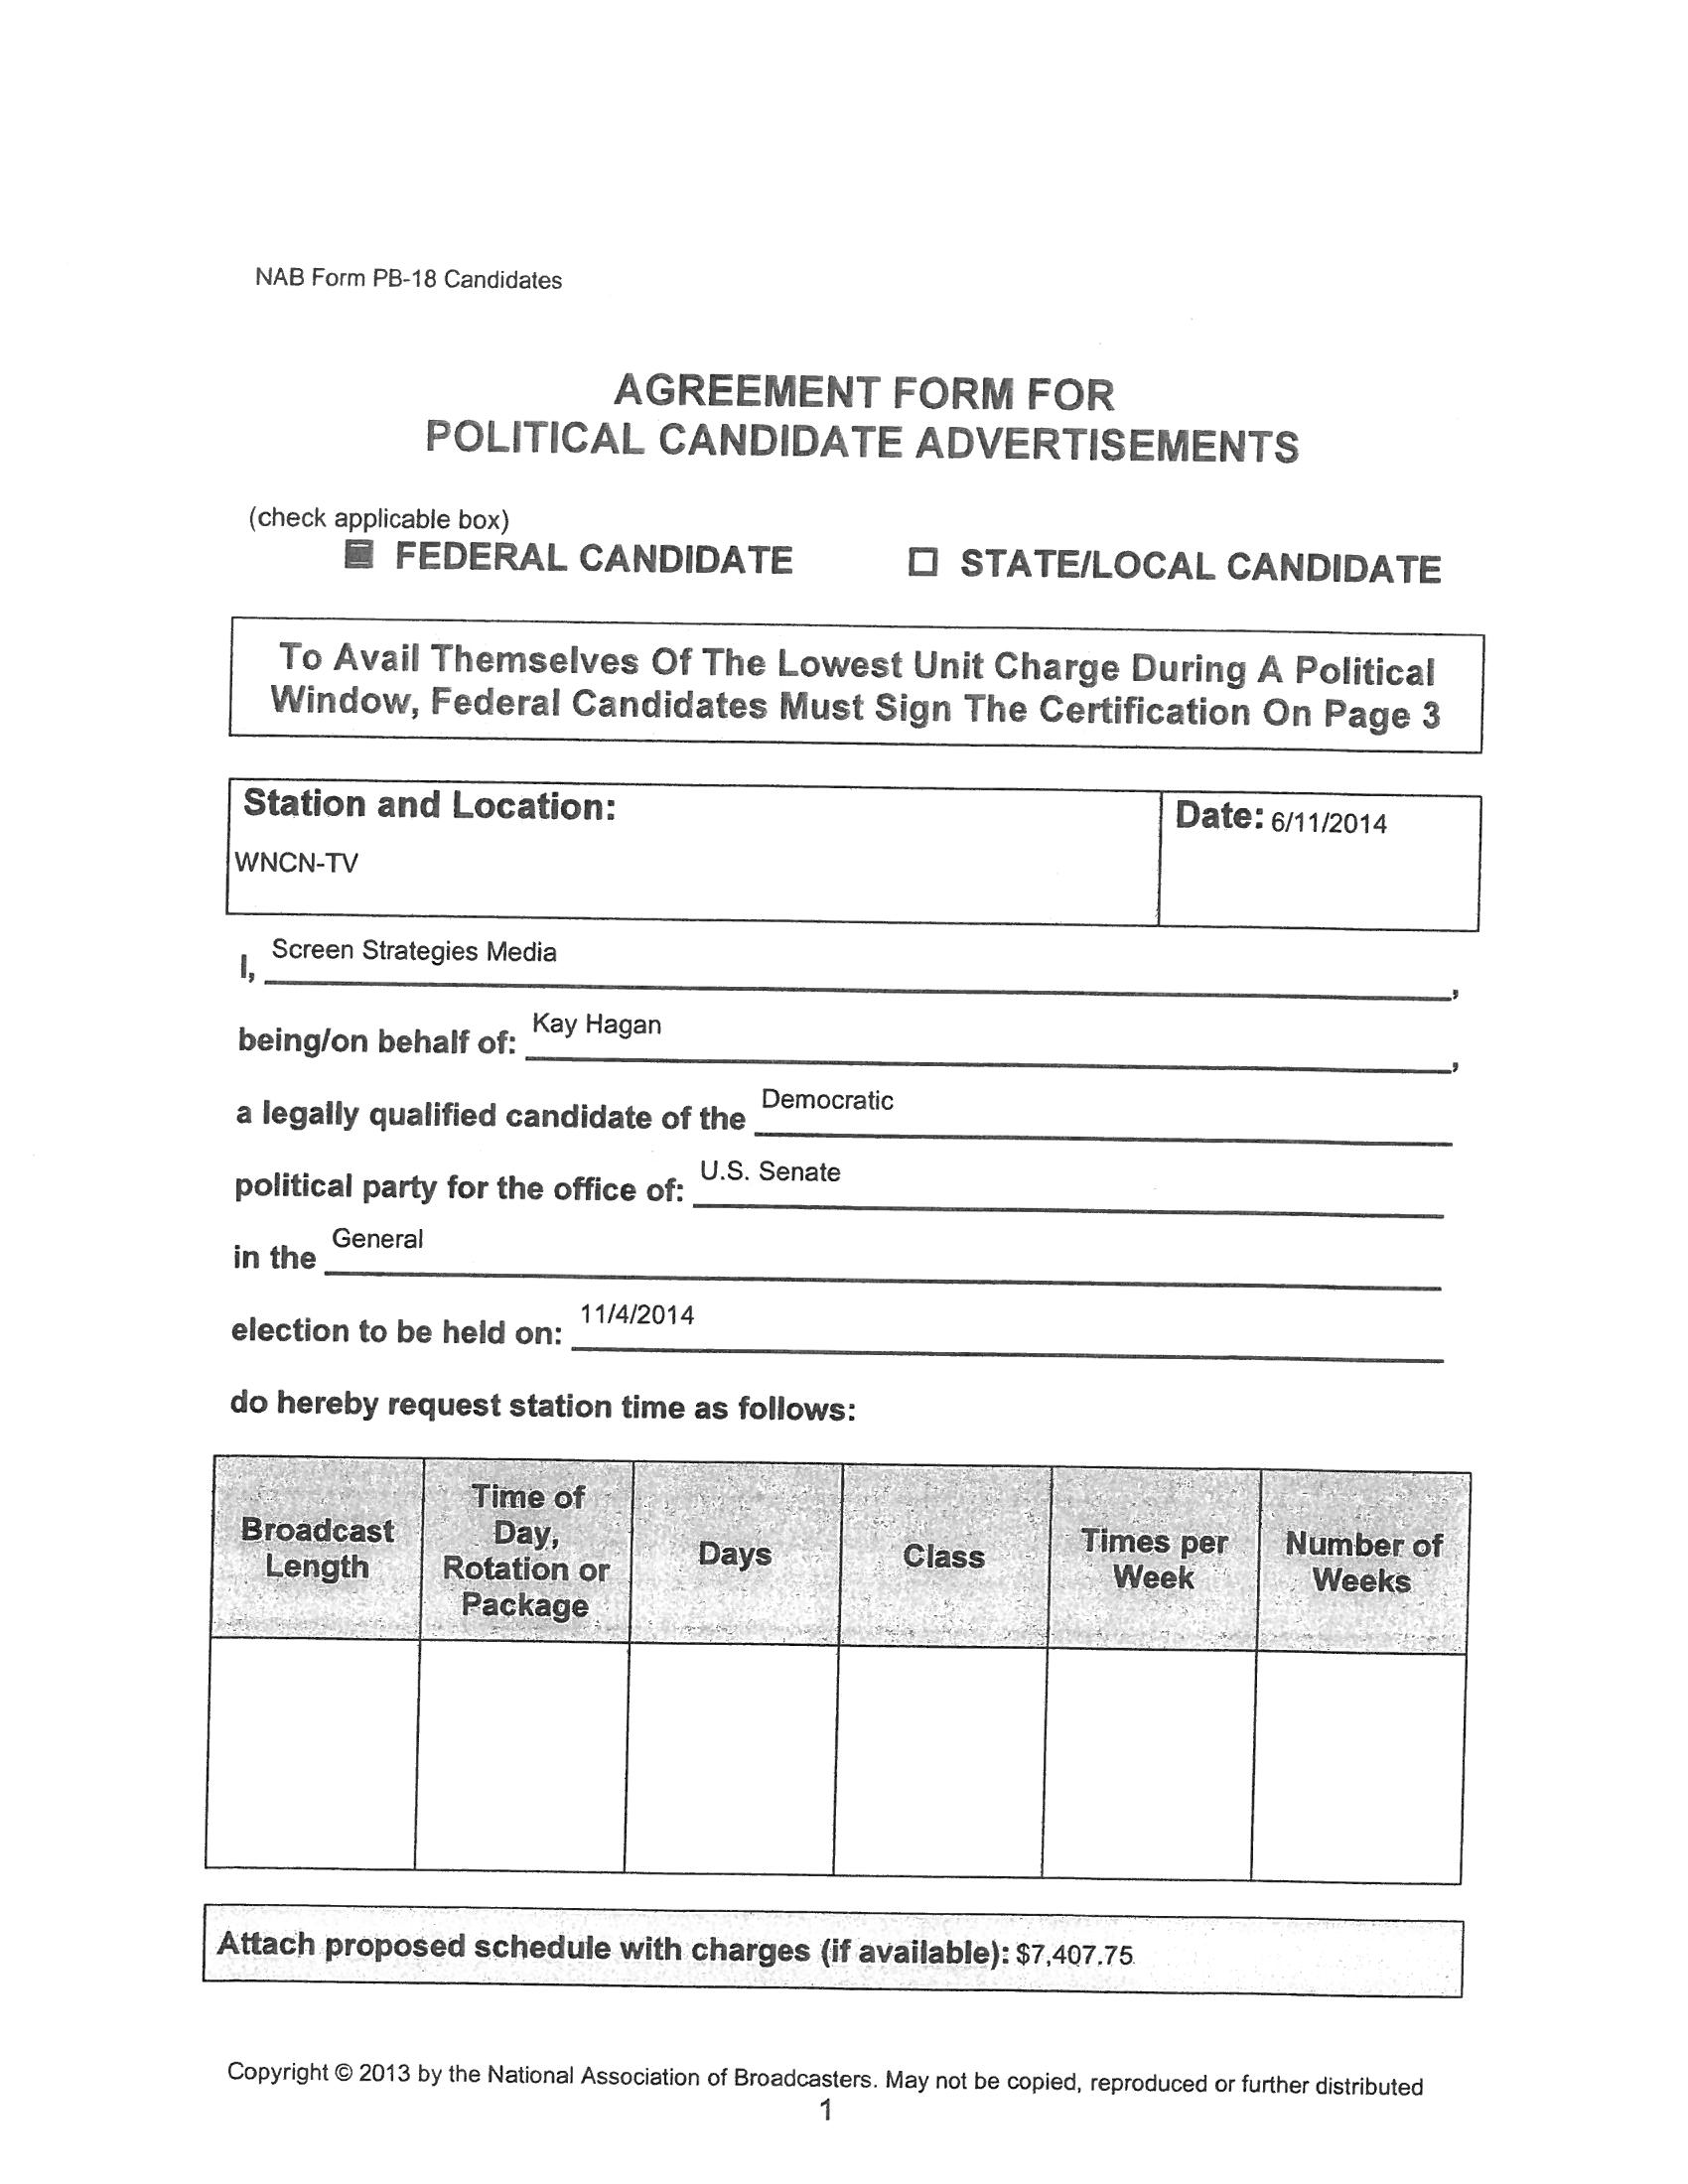 NAB Form PB-18 Candidates
AGREEMENT FORM FOR
POLITICAL CANDIDATE ADVERTISEMENTS
(check applicable box)
FEDERAL CANDIDATE
STATE/LOCAL CANDIDATE
To Avail Themselves Of The Lowest Unit Charge During A Political
Window, Federal Candidates Must Sign The Certification On Page 3
Station and Location:
WNCN-TV
Date: 6/11/2014
I, Screen Strategies Media,
being/on behalf of: Kay Hagan,
a legally qualified candidate of the Democratic
political party for the office of: U.S. Senate
in the General
election to be held on: 11/4/2014
do hereby request station time as follows:
Broadcast
Length
Time of
Day,
Rotation or
Package
Days
Class
Times per
Week
Number of
Weeks
Attach proposed schedule with charges (if available): $7,407.75
Copyright © 2013 by the National Association of Broadcasters. May not be copied, reproduced or further distributed
1